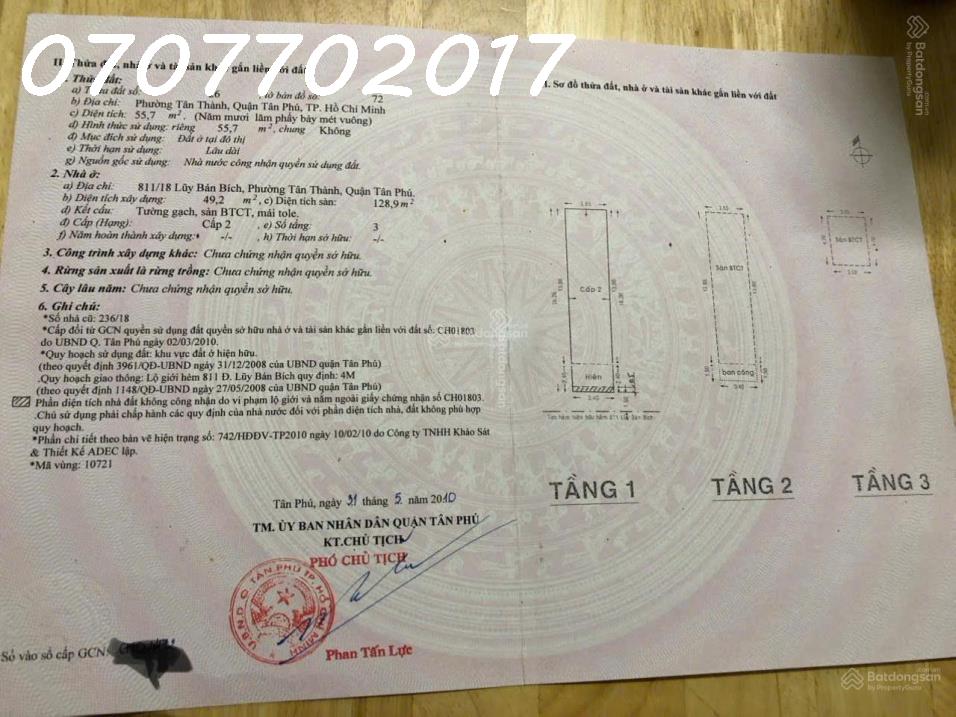 0707702017
Batdongsan
by PropertyGuru
II. Thửa đất, nhà ở và tài sản khác gắn liền với đất
1. Thửa đất:
a) Thửa đất số: 26 , tờ bản đồ số: 72
b) Địa chỉ: Phường Tân Thành, Quận Tân Phú, TP. Hồ Chí Minh
c) Diện tích: 55,7 m², (Năm mươi lăm phẩy bảy mét vuông)
d) Hình thức sử dụng: riêng 55,7 m², chung Không
đ) Mục đích sử dụng: Đất ở tại đô thị
e) Thời hạn sử dụng: Lâu dài
g) Nguồn gốc sử dụng: Nhà nước công nhận quyền sử dụng đất.
2. Nhà ở:
a) Địa chỉ: 811/18 Lũy Bán Bích, Phường Tân Thành, Quận Tân Phú.
b) Diện tích xây dựng: 49,2 m², c) Diện tích sàn: 128,9 m²
d) Kết cấu: Tường gạch, sàn BTCT, mái tole.
đ) Cấp (Hạng): Cấp 2 e) Số tầng: 3
f) Năm hoàn thành xây dựng: -/- h) Thời hạn sở hữu: -/-
3. Công trình xây dựng khác: Chưa chứng nhận quyền sở hữu.
4. Rừng sản xuất là rừng trồng: Chưa chứng nhận quyền sở hữu.
5. Cây lâu năm: Chưa chứng nhận quyền sở hữu.
6. Ghi chú:
*Số nhà cũ: 236/18
*Cấp đổi từ GCN quyền sử dụng đất quyền sở hữu nhà ở và tài sản khác gắn liền với đất số: CH01803
do UBND Q. Tân Phú ngày 02/03/2010.
*Quy hoạch sử dụng đất: khu vực đất ở hiện hữu.
(theo quyết định 3961/QĐ-UBND ngày 31/12/2008 của UBND quận Tân Phú)
.Quy hoạch giao thông: Lộ giới hẻm 811 Đ. Lũy Bán Bích quy định: 4M
(theo quyết định 1148/QĐ-UBND ngày 27/05/2008 của UBND quận Tân Phú)
Phần diện tích nhà đất không công nhận do vi phạm lộ giới và nằm ngoài giấy chứng nhận số CH01803.
.Chủ sử dụng phải chấp hành các quy định của nhà nước đối với phần diện tích nhà, đất không phù hợp
quy hoạch.
*Phần chi tiết theo bản vẽ hiện trạng số: 742/HĐĐV-TP2010 ngày 10/02/10 do Công ty TNHH Khảo Sát
& Thiết Kế ADEC lập.
*Mã vùng: 10721
Tân Phú, ngày 31 tháng 5 năm 2010
TM. ỦY BAN NHÂN DÂN QUẬN TÂN PHÚ
KT.CHỦ TỊCH
PHÓ CHỦ TỊCH
U.B.N.D Q.TÂN PHÚ TP.HỒ CHÍ MINH
Phan Tấn Lực
Số vào sổ cấp GCN:
III. Sơ đồ thửa đất, nhà ở và tài sản khác gắn liền với đất
Cấp 2
Hiên
Sàn BTCT
ban công
Sàn BTCT
TẦNG 1
TẦNG 2
TẦNG 3
Batdongsan
Batdongsan
by PropertyGuru